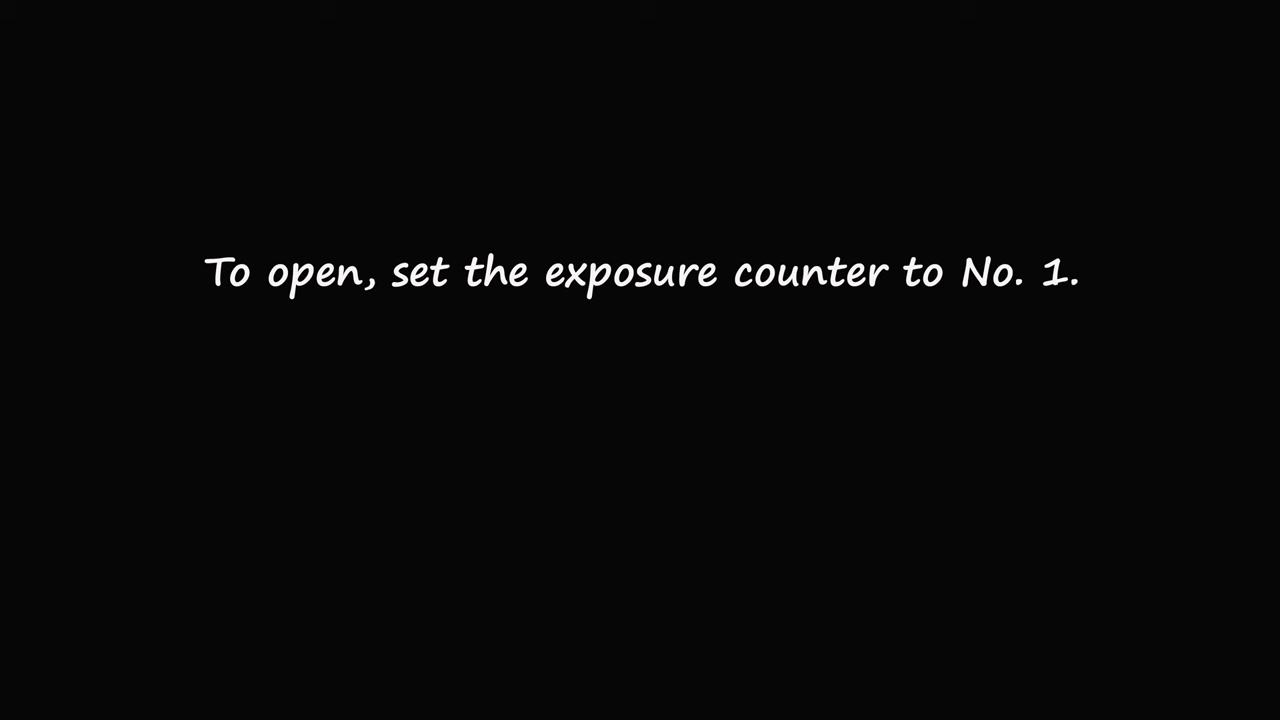 To open, set the exposure counter to No. 1.